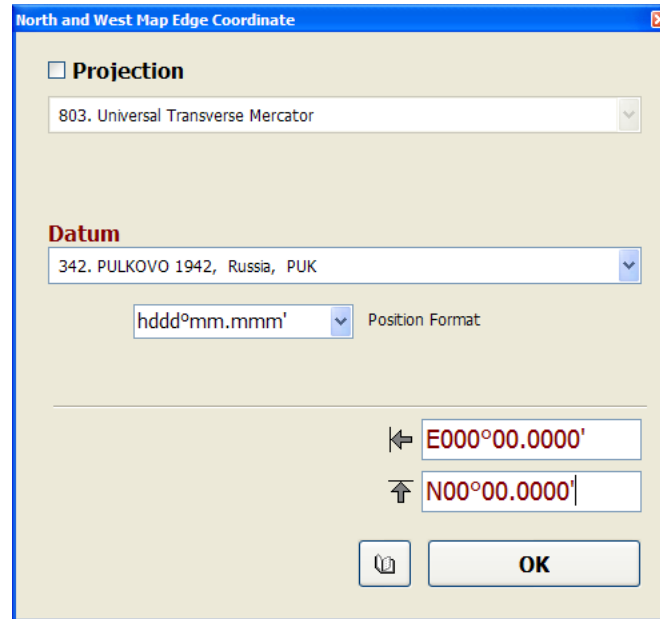 North and West Map Edge Coordinate
Projection
803. Universal Transverse Mercator
Datum
342. PULKOVO 1942, Russia, PUK
hdddºmm.mmm' Position Format
E000°00.0000'
N00°00.0000'
OK